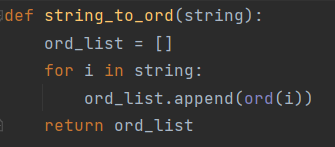 def string_to_ord(string):
    ord_list = []
    for i in string:
        ord_list.append(ord(i))
    return ord_list